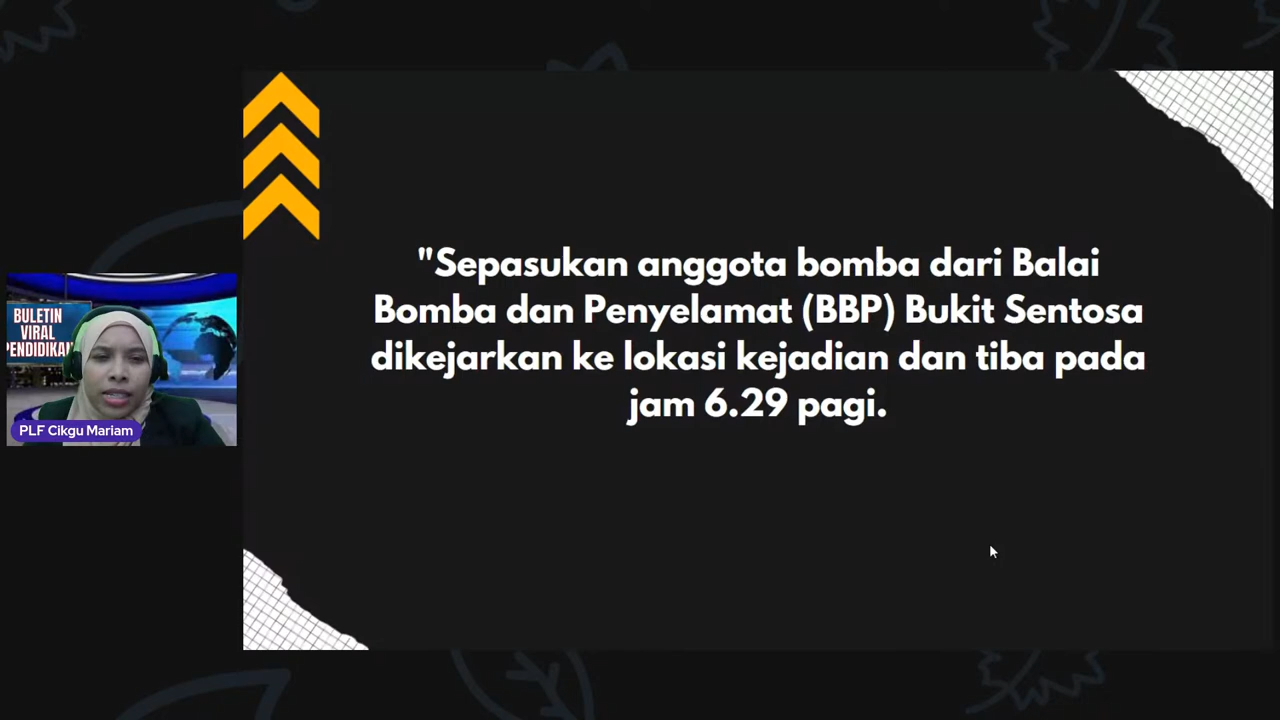 "Sepasukan anggota bomba dari Balai
Bomba dan Penyelamat (BBP) Bukit Sentosa
dikejarkan ke lokasi kejadian dan tiba pada
jam 6.29 pagi.
BULETIN
VIRAL
PENDIDIKAN
PLF Cikgu Mariam